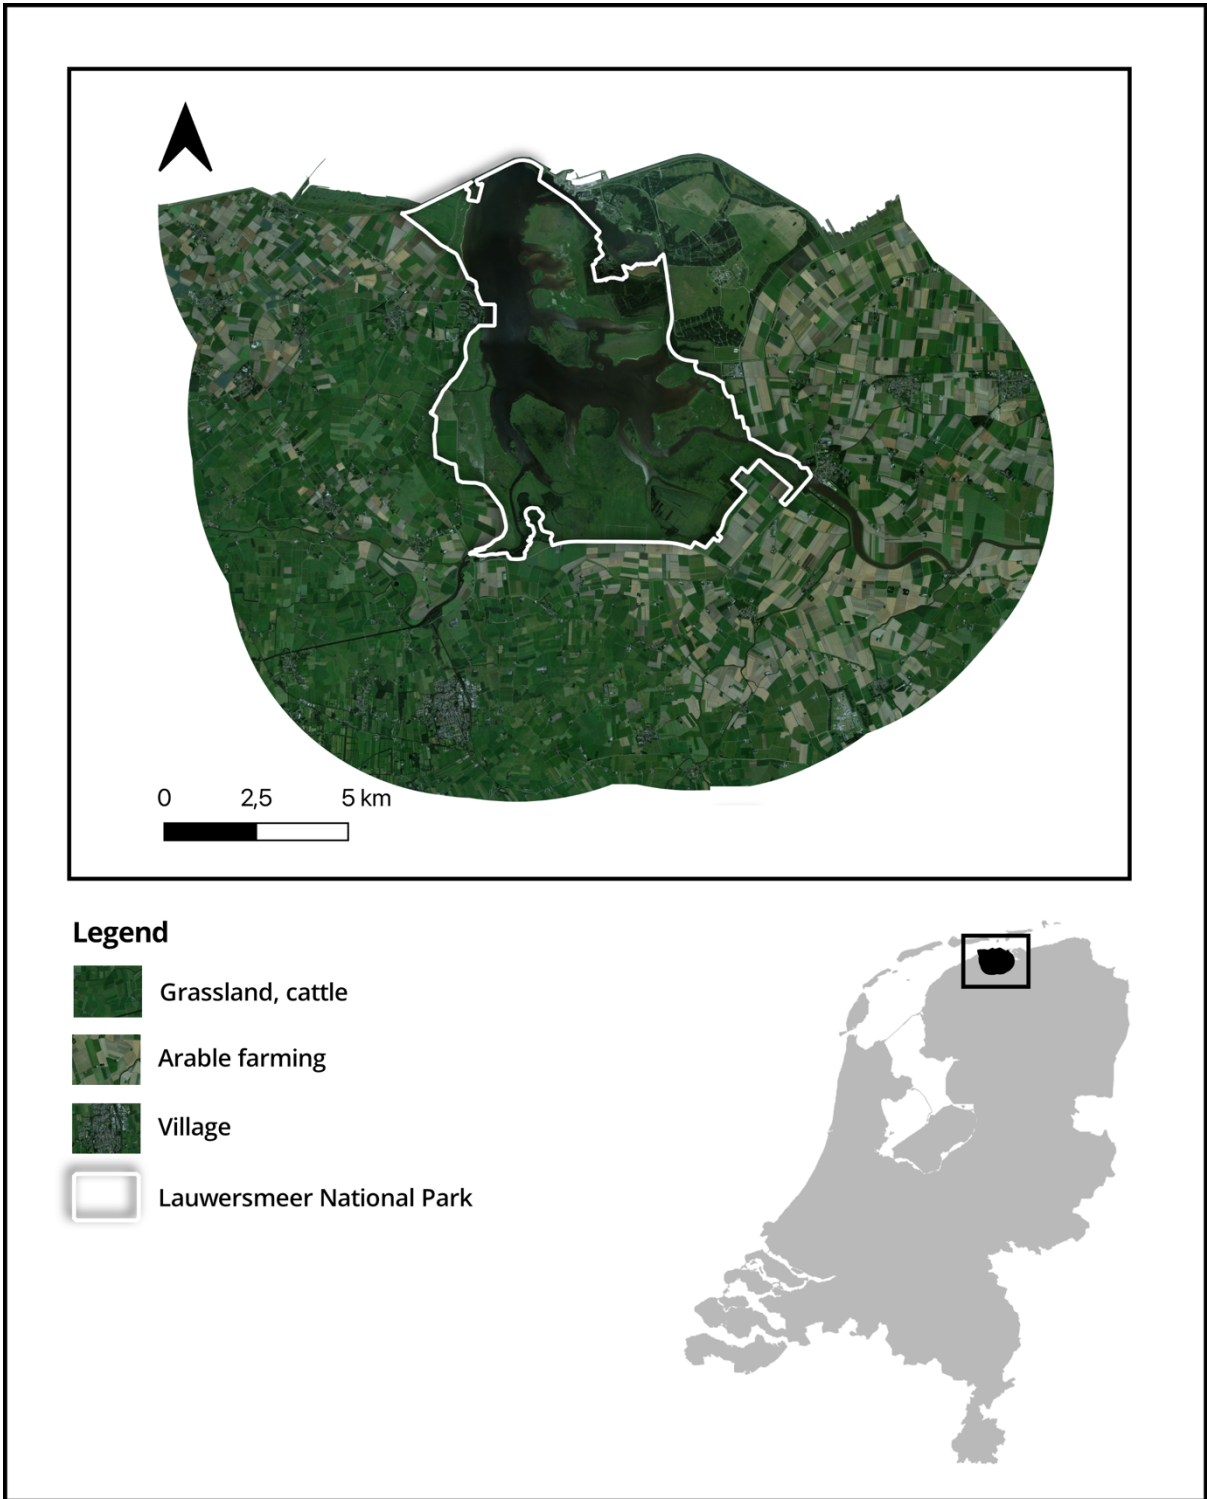 0 2,5 5 km
Legend
Grassland, cattle
Arable farming
Village
Lauwersmeer National Park